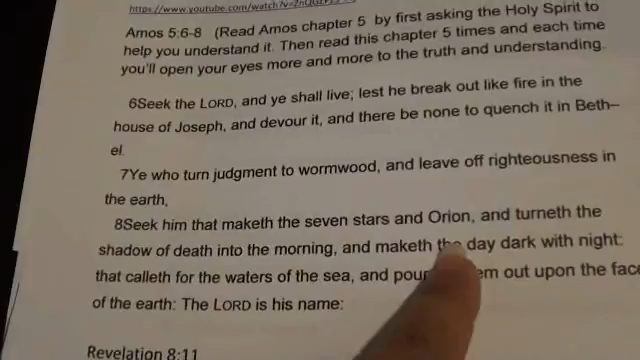 https://www.youtube.com/watch?v=
Amos 5:6-8 (Read Amos chapter 5 by first asking the Holy Spirit to
help you understand it. Then read this chapter 5 times and each time
you'll open your eyes more and more to the truth and understanding.
6Seek the LORD, and ye shall live; lest he break out like fire in the
house of Joseph, and devour it, and there be none to quench it in Beth–
el.
7Ye who turn judgment to wormwood, and leave off righteousness in
the earth,
8Seek him that maketh the seven stars and Orion, and turneth the
shadow of death into the morning, and maketh the day dark with night:
that calleth for the waters of the sea, and pour em out upon the face
of the earth: The LORD is his name:
Revelation 8:11